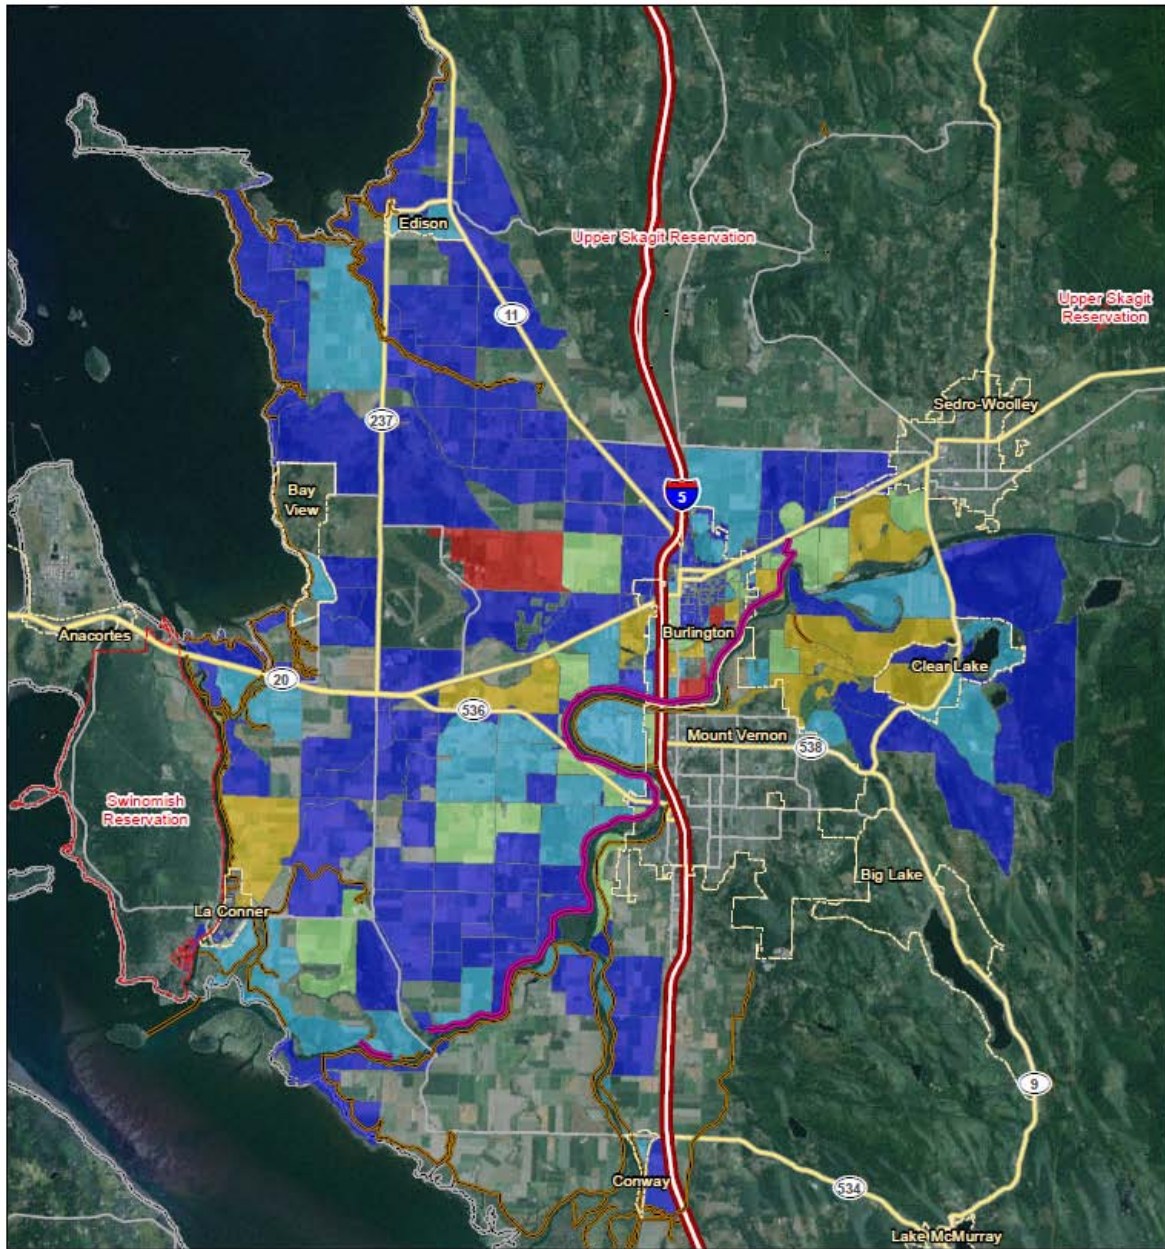 Edison
Upper Skagit Reservation
11
Upper Skagit
Reservation
Sedro-Woolley
237
Bay
View
5
Anacortes
Burlington
Clear Lake
20
536
Mount Vernon
538
Swinomish
Reservation
Big Lake
La Conner
9
Conway
534
Lake McMurray